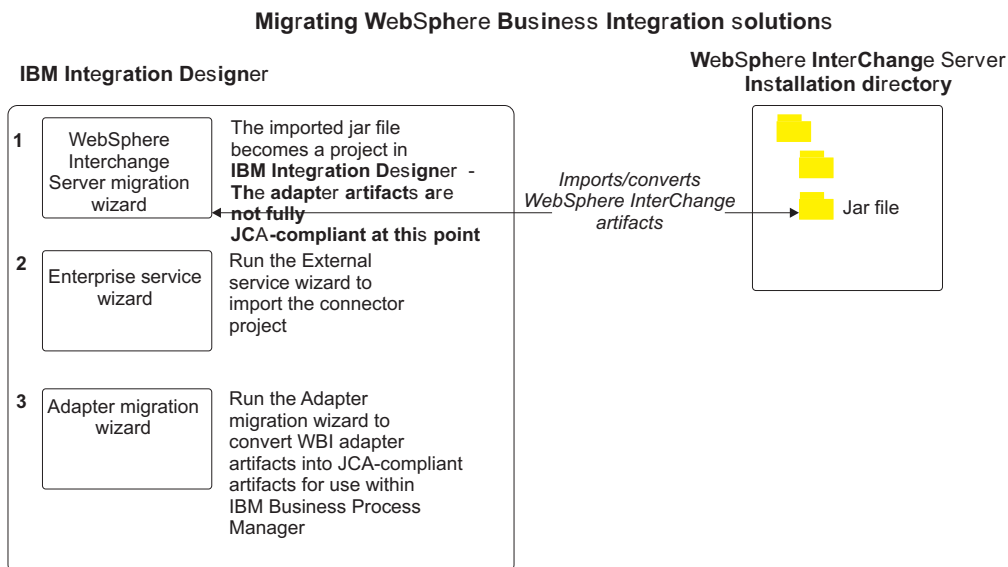 Migrating WebSphere Business Integration solutions
IBM Integration Designer
WebSphere InterChange Server
Installation directory
1
WebSphere
Interchange
Server migration
wizard
The imported jar file
becomes a project in
IBM Integration Designer -
The adapter artifacts are
not fully
JCA-compliant at this point
Imports/converts
WebSphere InterChange
artifacts
Jar file
2
Enterprise service
wizard
Run the External
service wizard to
import the connector
project
3
Adapter migration
wizard
Run the Adapter
migration wizard to
convert WBI adapter
artifacts into JCA-compliant
artifacts for use within
IBM Business Process
Manager